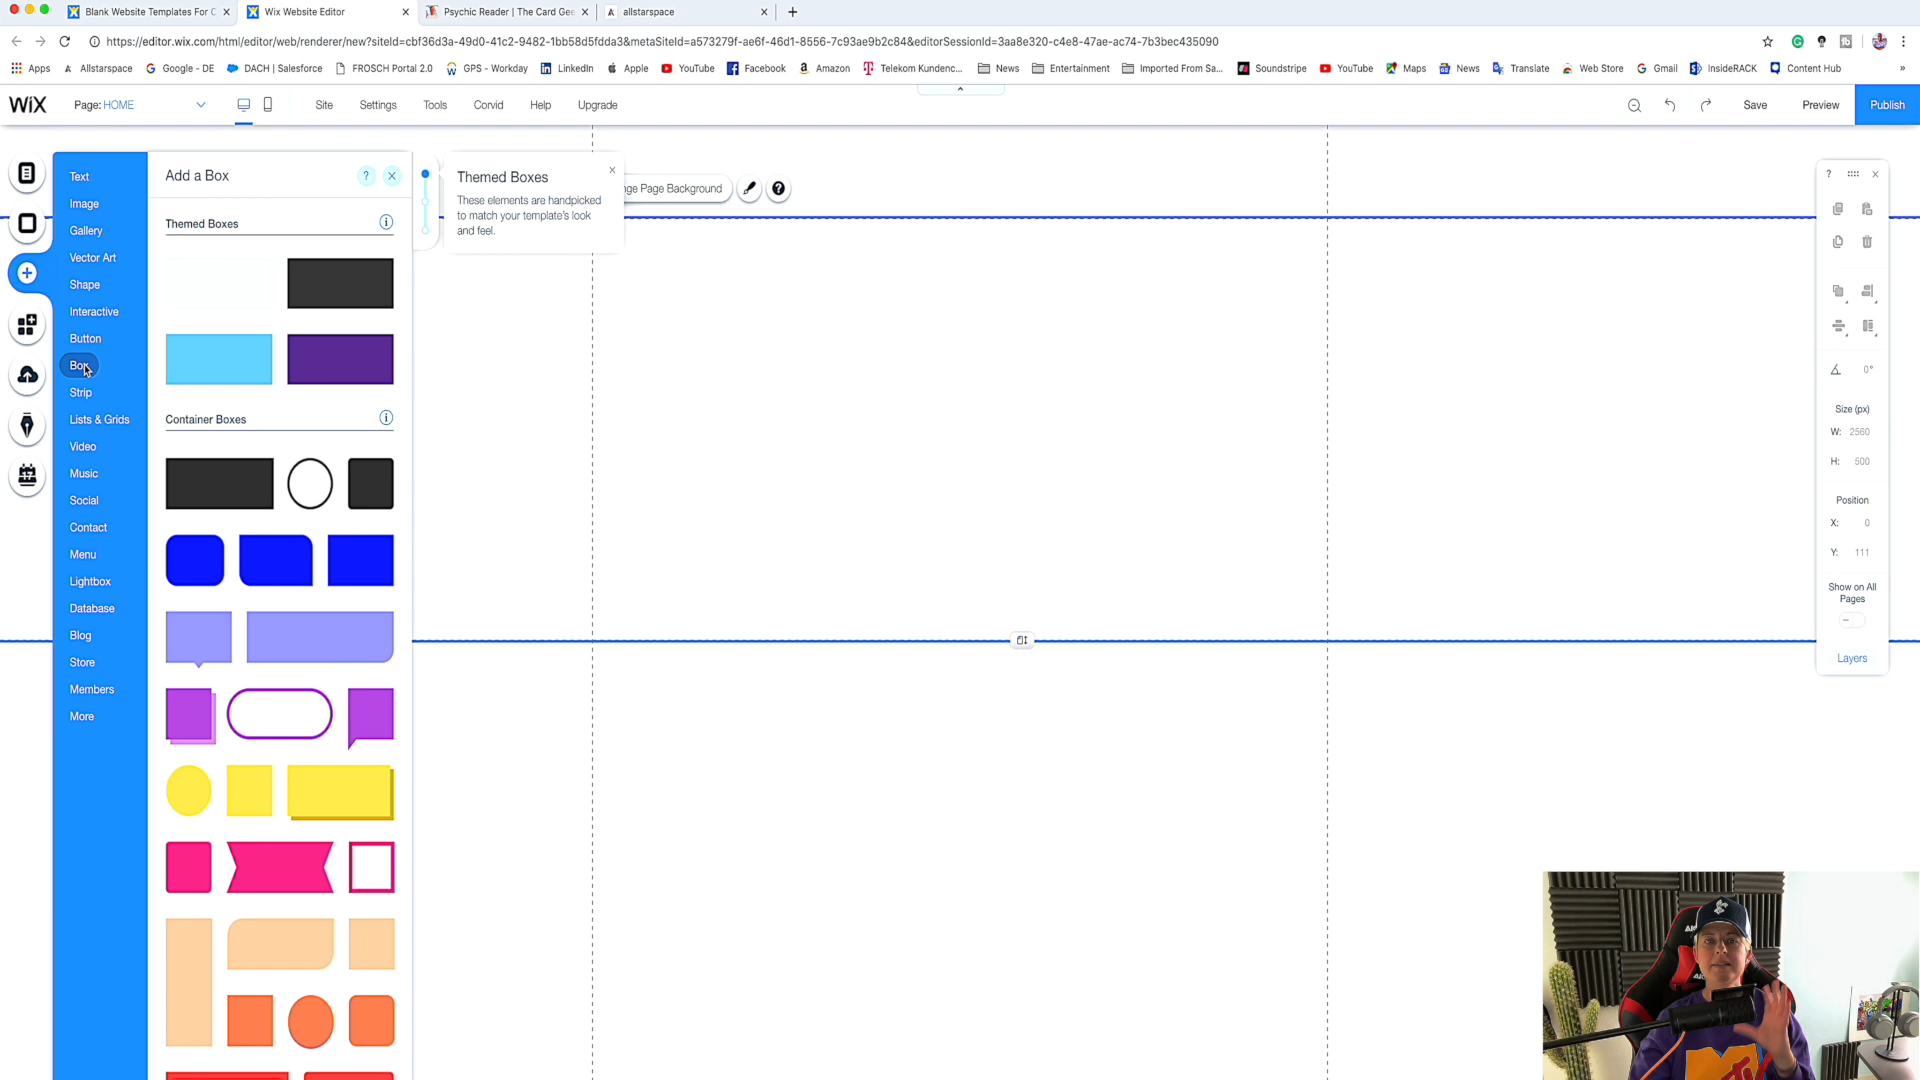 Blank Website Templates For C
Wix Website Editor
Psychic Reader | The Card Gee
allstarspace
https://editor.wix.com/html/editor/web/renderer/new?siteId=cbf36d3a-49d0-41c2-9482-1bb58d5fdda3&metaSiteId=a573279f-ae6f-46d1-8556-7c93ae9b2c84&editorSessionId=3aa8e320-c4e8-47ae-ac74-7b3bec435090
Apps Allstarspace Google - DE DACH | Salesforce FROSCH Portal 2.0 GPS - Workday LinkedIn Apple YouTube Facebook Amazon Telekom Kundenc... News Entertainment Imported From Sa... Soundstripe YouTube Maps News Translate Web Store Gmail InsideRACK Content Hub »
WiX Page: HOME Site Settings Tools Corvid Help Upgrade Save Preview Publish
Text
Image
Gallery
Vector Art
Shape
Interactive
Button
Box
Strip
Lists & Grids
Video
Music
Social
Contact
Menu
Lightbox
Database
Blog
Store
Members
More
Add a Box ?
Themed Boxes
Container Boxes
Themed Boxes
These elements are handpicked
to match your template's look
and feel.
nge Page Background
?
?
0°
Size (px)
W: 2560
H: 500
Position
X: 0
Y: 111
Show on All
Pages
Layers